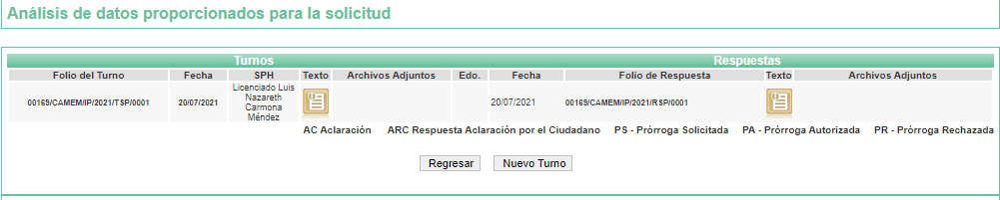 Análisis de datos proporcionados para la solicitud
Turnos Respuestas
Folio del Turno Fecha SPH Texto Archivos Adjuntos Edo. Fecha Folio de Respuesta Texto Archivos Adjuntos
00169/CAMEM/IP/2021/TSP/0001 20/07/2021 Licenciado Luis
Nazareth
Carmona
Méndez
20/07/2021 00169/CAMEM/IP/2021/RSP/0001
AC Aclaración ARC Respuesta Aclaración por el Ciudadano PS - Prórroga Solicitada PA - Prórroga Autorizada PR - Prórroga Rechazada
Regresar Nuevo Turno